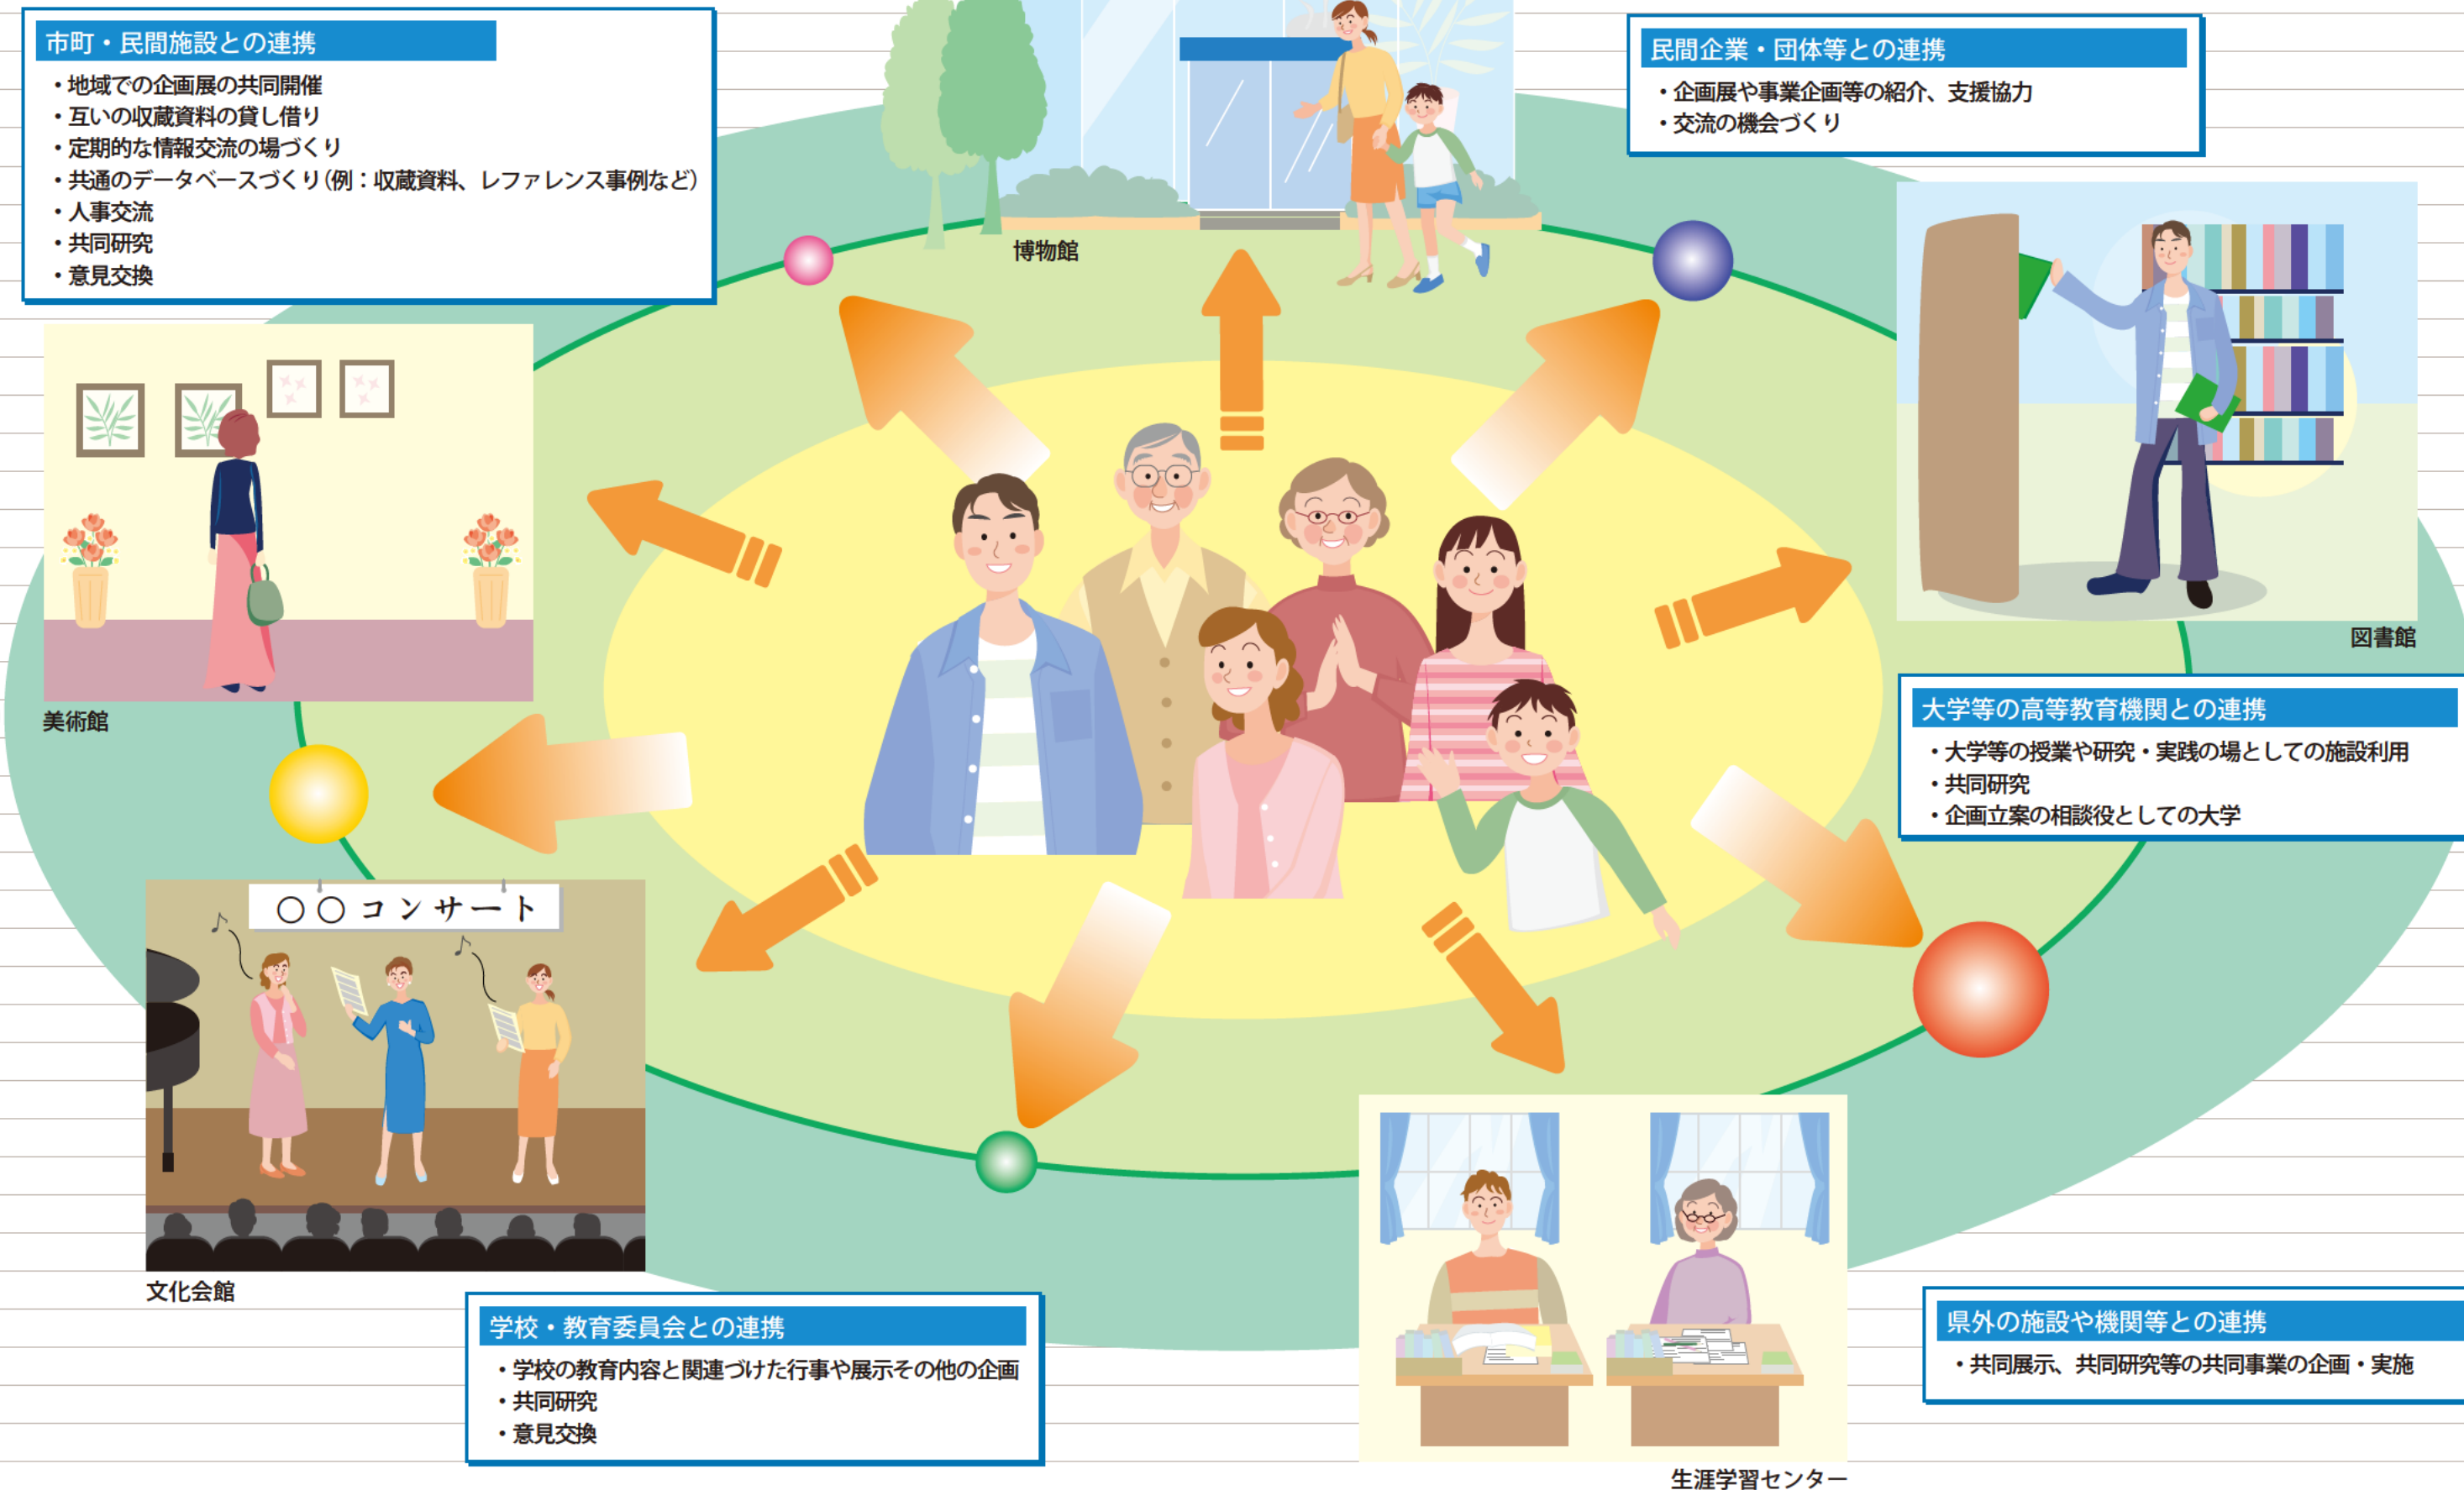 市町・民間施設との連携
・地域での企画展の共同開催
・互いの収蔵資料の貸し借り
・定期的な情報交流の場づくり
・共通のデータベースづくり（例：収蔵資料、レファレンス事例など）
・人事交流
・共同研究
・意見交換
民間企業・団体等との連携
・企画展や事業企画等の紹介、支援協力
・交流の機会づくり
博物館
図書館
美術館
大学等の高等教育機関との連携
・大学等の授業や研究・実践の場としての施設利用
・共同研究
・企画立案の相談役としての大学
〇〇コンサート
文化会館
学校・教育委員会との連携
・学校の教育内容と関連づけた行事や展示その他の企画
・共同研究
・意見交換
県外の施設や機関等との連携
・共同展示、共同研究等の共同事業の企画・実施
生涯学習センター